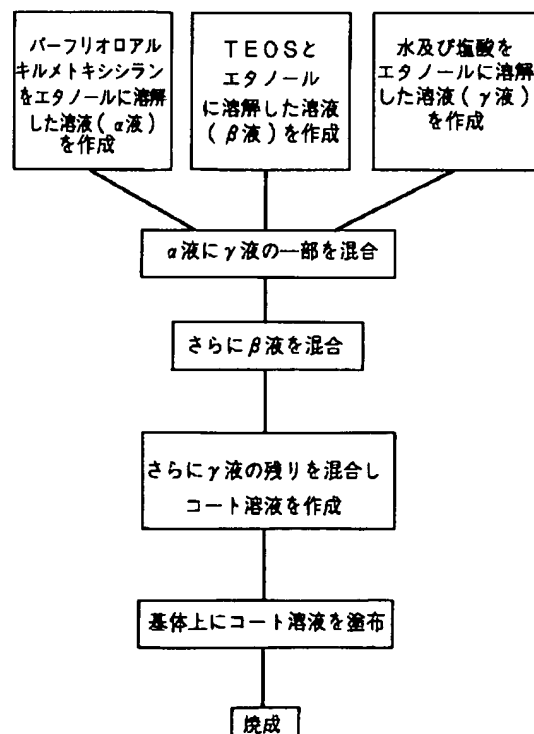 パーフリオロアル
キルメトキシシラン
をエタノールに溶解
した溶液(α液)
を作成
TEOSと
エタノール
に溶解した溶液
(β液)を作成
水及び塩酸を
エタノールに溶解
した溶液(γ液)
を作成
α液にγ液の一部を混合
さらにβ液を混合
さらにγ液の残りを混合し
コート溶液を作成
基体上にコート溶液を塗布
焼成